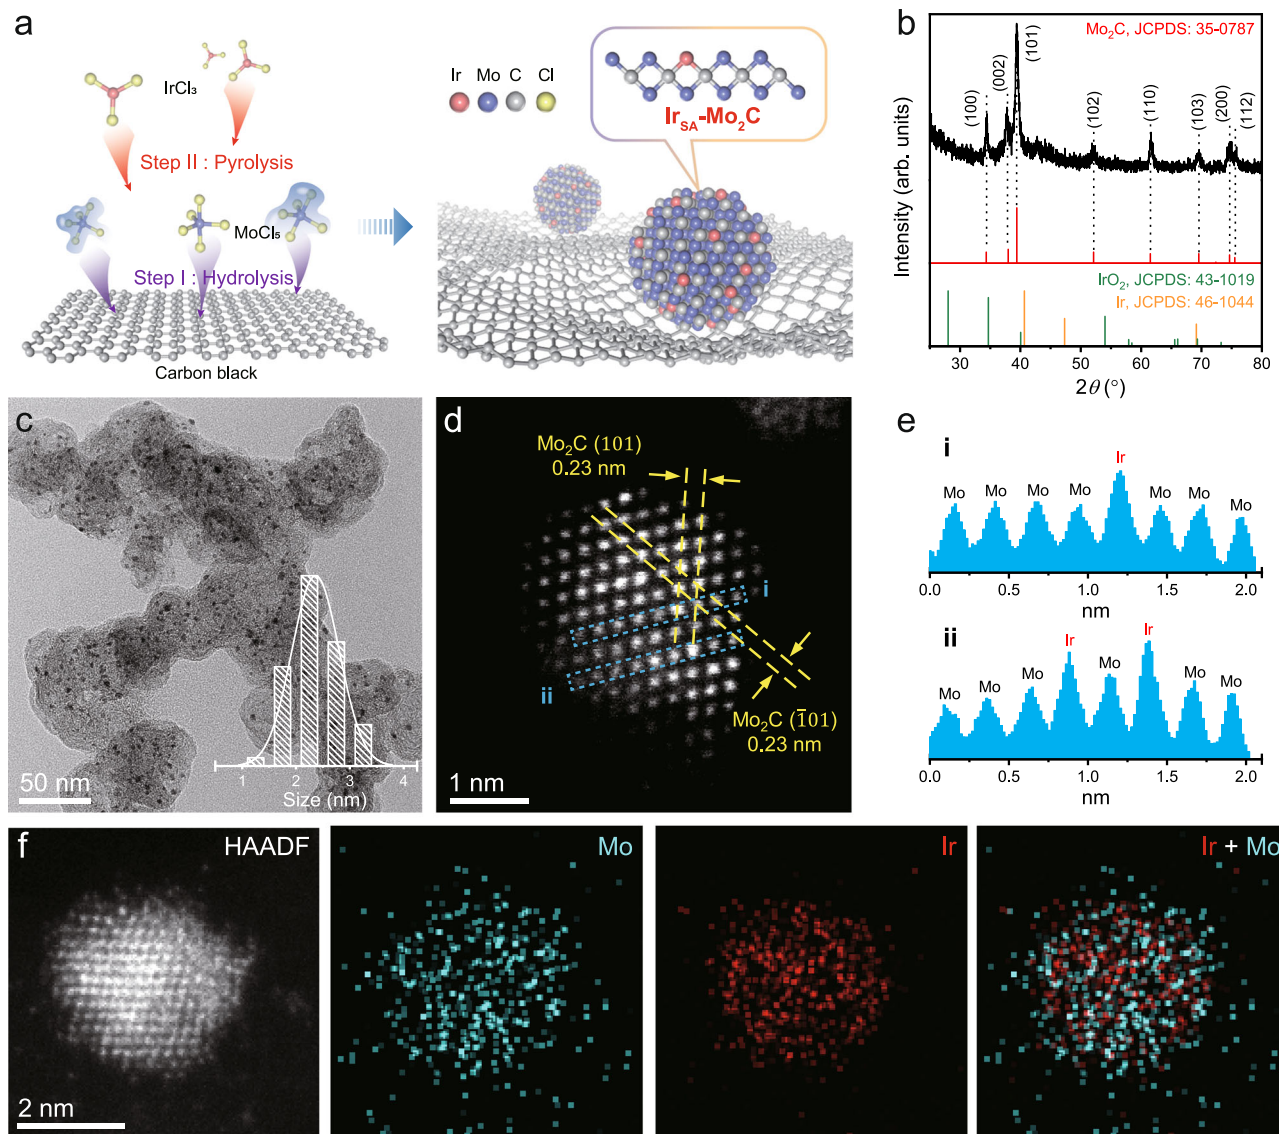 a
IrCl₃
Step II : Pyrolysis
MoCl₅
Step I : Hydrolysis
Carbon black
Ir Mo C Cl
Ir_SA-Mo₂C
b
Intensity (arb. units)
Mo₂C, JCPDS: 35-0787
(100)
(002)
(101)
(102)
(110)
(103)
(200)
(112)
IrO₂, JCPDS: 43-1019
Ir, JCPDS: 46-1044
30 40 50 60 70 80
2θ (°)
c
50 nm
1 2 3 4
Size (nm)
d
Mo₂C (101)
0.23 nm
i
ii
Mo₂C (1̅01)
0.23 nm
1 nm
e
i
Mo Mo Mo Mo Ir Mo Mo Mo
0.0 0.5 1.0 1.5 2.0
nm
ii
Mo Mo Mo Ir Mo Ir Mo Mo
0.0 0.5 1.0 1.5 2.0
nm
f
HAADF
2 nm
Mo
Ir
Ir + Mo